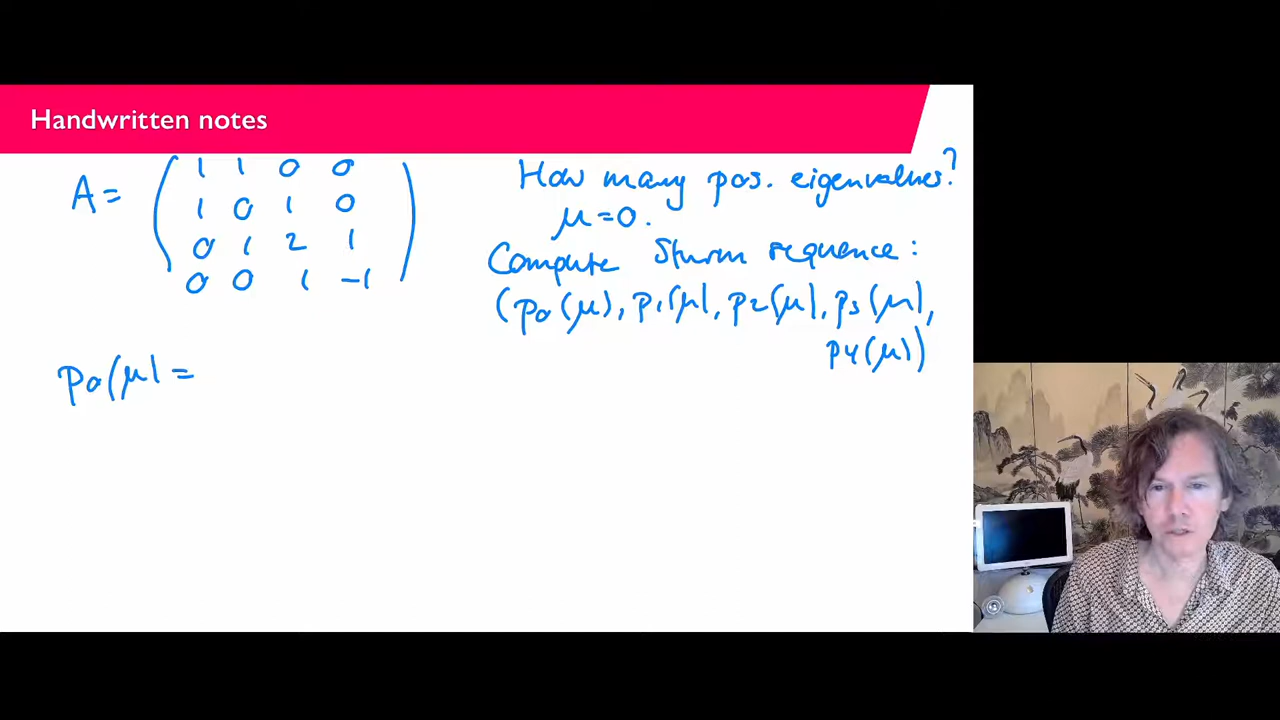 Handwritten notes
A = ( 1 1 0 0
1 0 1 0
0 1 2 1
0 0 1 -1 )
How many pos. eigenvalues?
μ = 0.
Compute Sturm sequence:
(p0(μ), p1(μ), p2(μ), p3(μ),
p4(μ))
p0(μ) =